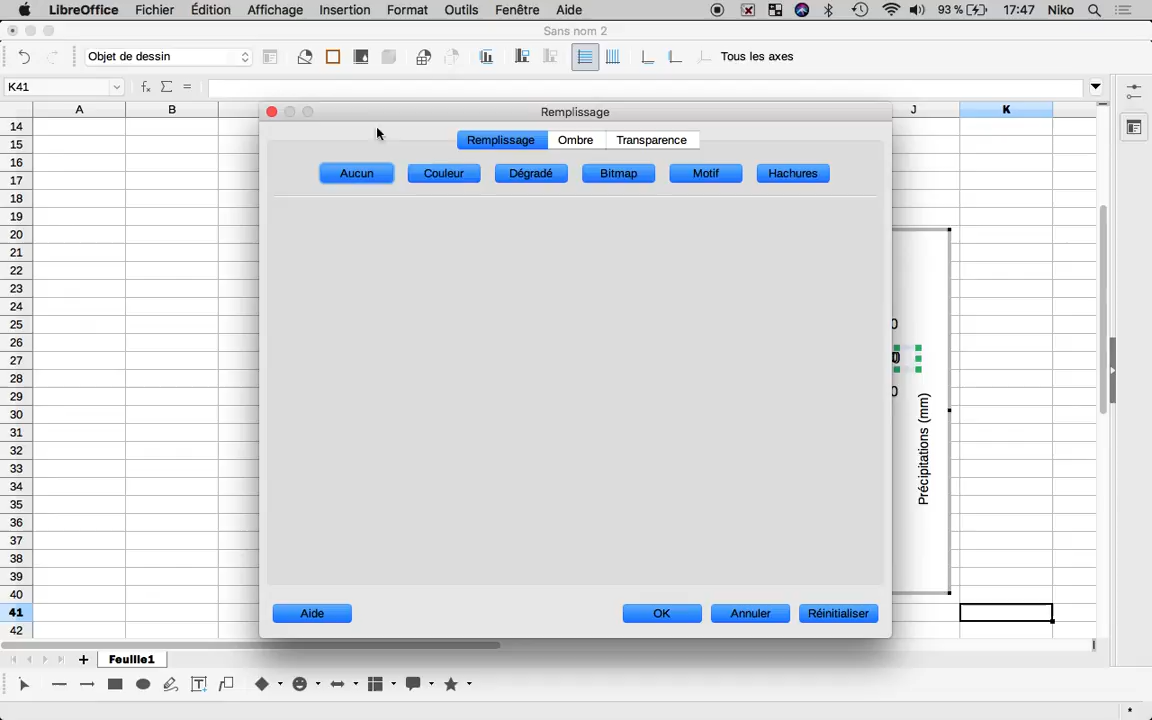 LibreOffice Fichier Édition Affichage Insertion Format Outils Fenêtre Aide 93 % 17:47 Niko
Sans nom 2
Objet de dessin Tous les axes
K41
A B J K
Remplissage
Remplissage Ombre Transparence
Aucun Couleur Dégradé Bitmap Motif Hachures
14
15
16
17
18
19
20
21
22
23
24
25
26
27
28
29
30
31
32
33
34
35
36
37
38
39
40
41
42
0
0
0
Précipitations (mm)
Aide OK Annuler Réinitialiser
Feuille1